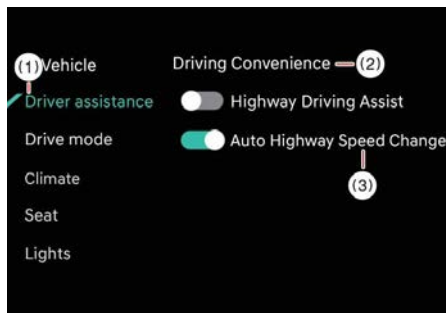 (1) Vehicle
Driver assistance
Drive mode
Climate
Seat
Lights
Driving Convenience (2)
Highway Driving Assist
Auto Highway Speed Change
(3)